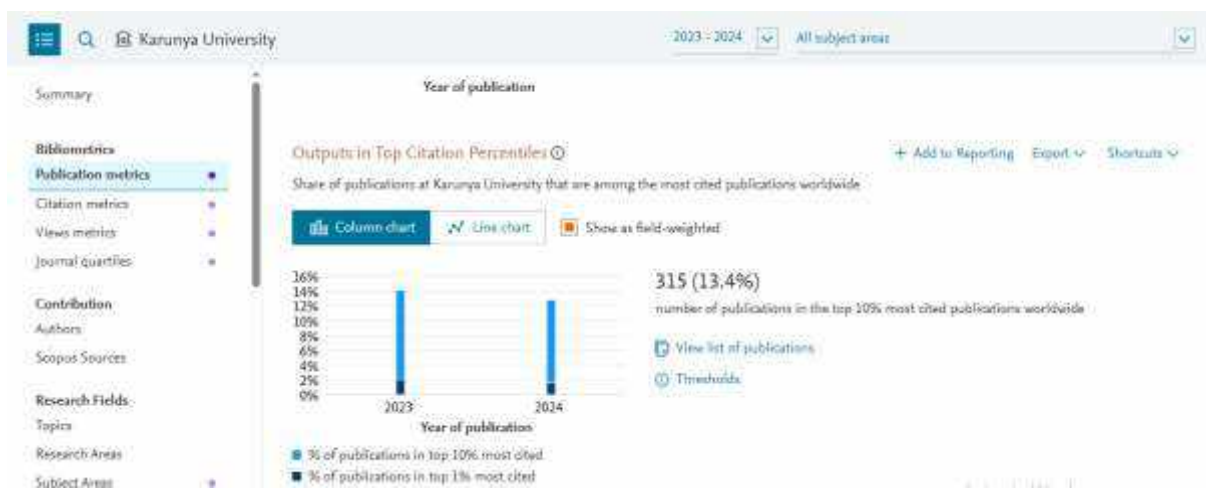 Karunya University
2023 - 2024
All subject areas
Summary
Bibliometrics
Publication metrics
Citation metrics
Views metrics
Journal quartiles
Contribution
Authors
Scopus Sources
Research Fields
Topics
Research Areas
Subject Areas
Year of publication
Outputs in Top Citation Percentiles
+ Add to Reporting Export Shortcuts
Share of publications at Karunya University that are among the most cited publications worldwide
Column chart Line chart Show as field-weighted
16%
14%
12%
10%
8%
6%
4%
2%
0%
2023 2024
Year of publication
% of publications in top 10% most cited
% of publications in top 1% most cited
315 (13.4%)
number of publications in the top 10% most cited publications worldwide
View list of publications
Thresholds